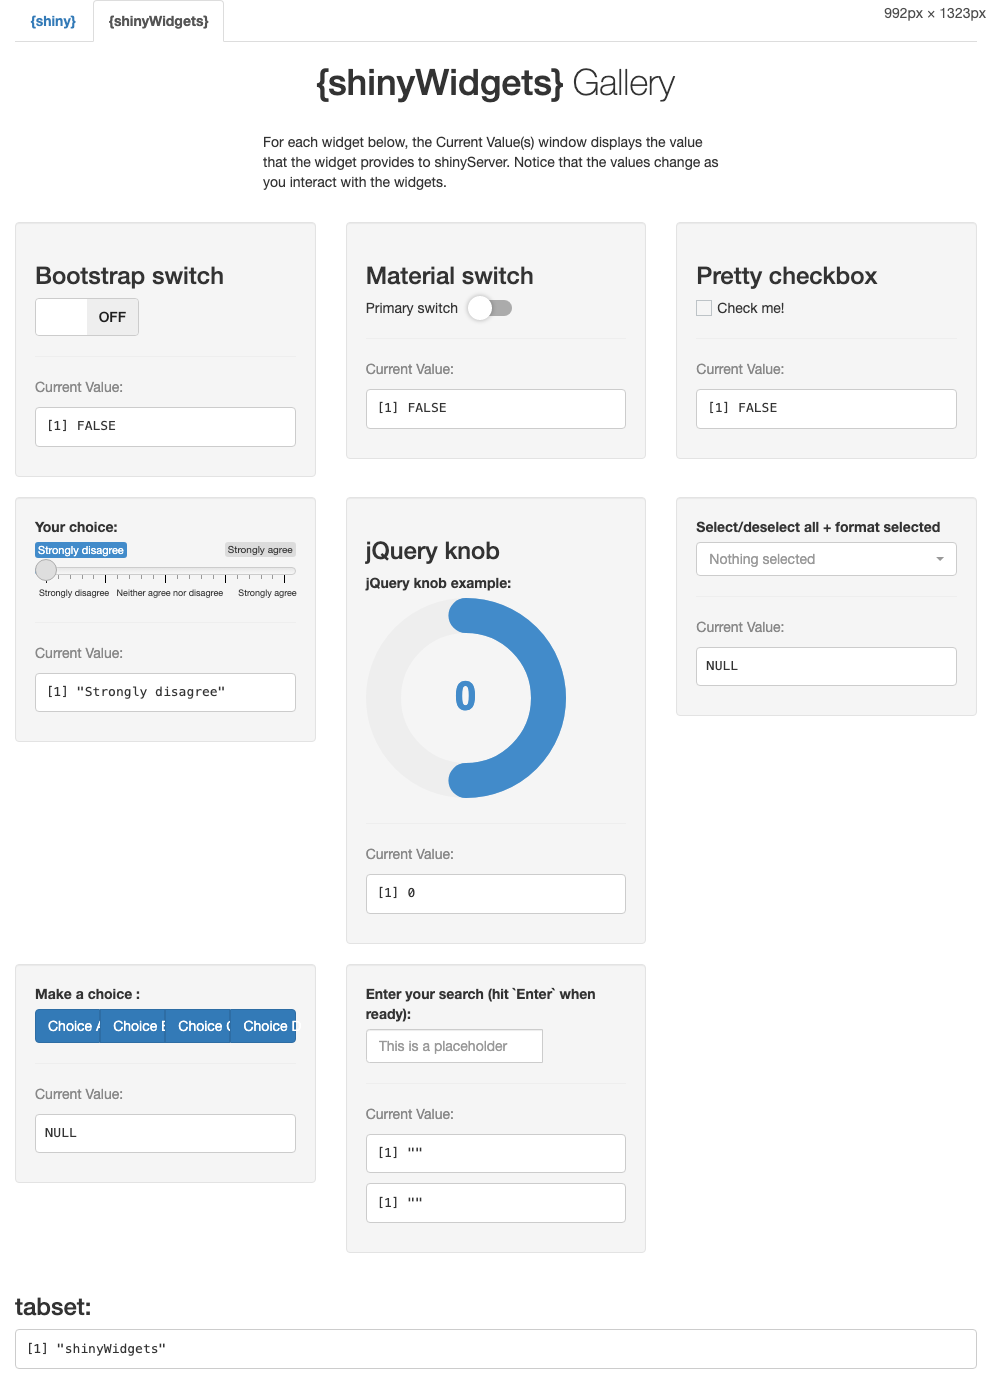 {shiny}
{shinyWidgets}
992px × 1323px
{shinyWidgets} Gallery
For each widget below, the Current Value(s) window displays the value
that the widget provides to shinyServer. Notice that the values change as
you interact with the widgets.
Bootstrap switch
OFF
Current Value:
[1] FALSE
Material switch
Primary switch
Current Value:
[1] FALSE
Pretty checkbox
Check me!
Current Value:
[1] FALSE
Your choice:
Strongly disagree
Strongly agree
Strongly disagree Neither agree nor disagree Strongly agree
Current Value:
[1] "Strongly disagree"
jQuery knob
jQuery knob example:
0
Current Value:
[1] 0
Select/deselect all + format selected
Nothing selected
Current Value:
NULL
Make a choice :
Choice A Choice B Choice C Choice D
Current Value:
NULL
Enter your search (hit `Enter` when
ready):
This is a placeholder
Current Value:
[1] ""
[1] ""
tabset:
[1] "shinyWidgets"